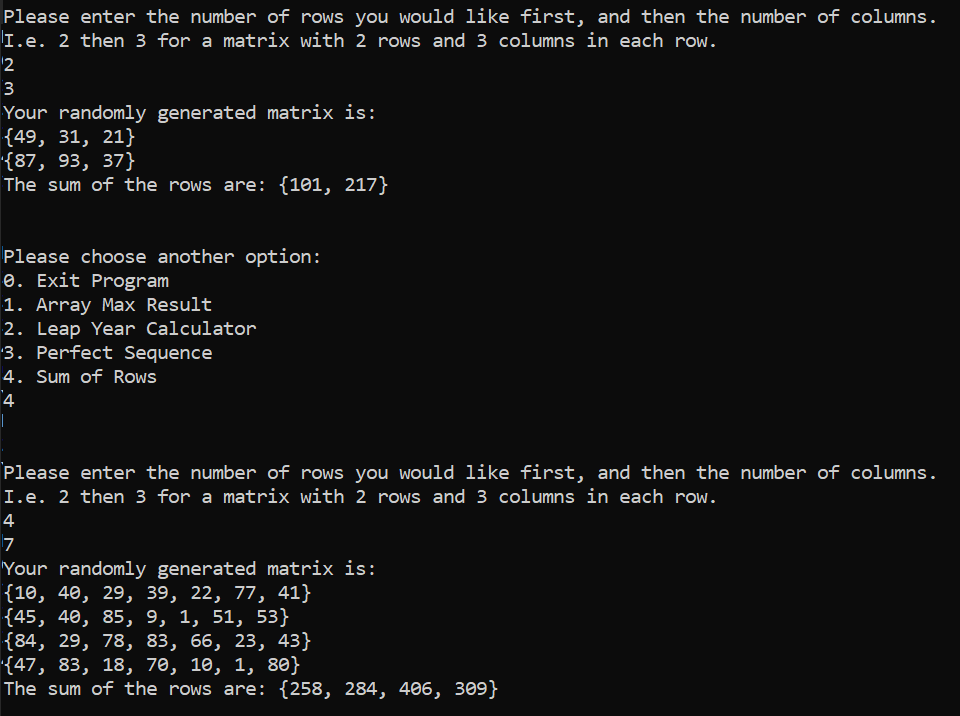 Please enter the number of rows you would like first, and then the number of columns.
I.e. 2 then 3 for a matrix with 2 rows and 3 columns in each row.
2
3
Your randomly generated matrix is:
{49, 31, 21}
{87, 93, 37}
The sum of the rows are: {101, 217}
Please choose another option:
0. Exit Program
1. Array Max Result
2. Leap Year Calculator
3. Perfect Sequence
4. Sum of Rows
4
Please enter the number of rows you would like first, and then the number of columns.
I.e. 2 then 3 for a matrix with 2 rows and 3 columns in each row.
4
7
Your randomly generated matrix is:
{10, 40, 29, 39, 22, 77, 41}
{45, 40, 85, 9, 1, 51, 53}
{84, 29, 78, 83, 66, 23, 43}
{47, 83, 18, 70, 10, 1, 80}
The sum of the rows are: {258, 284, 406, 309}